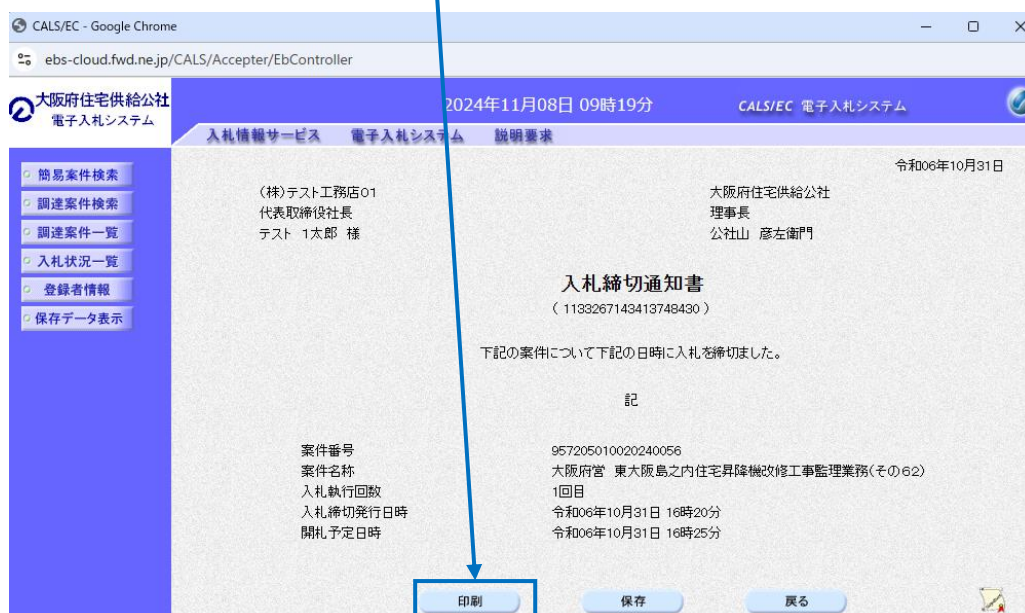 CALS/EC - Google Chrome
ebs-cloud.fwd.ne.jp/CALS/Accepter/EbController
大阪府住宅供給公社
電子入札システム
2024年11月08日 09時19分
CALS/EC 電子入札システム
入札情報サービス 電子入札システム 説明要求
簡易案件検索
調達案件検索
調達案件一覧
入札状況一覧
登録者情報
保存データ表示
令和06年10月31日
(株)テスト工務店01
代表取締役社長
テスト 1太郎 様
大阪府住宅供給公社
理事長
公社山 彦左衛門
入札締切通知書
( 1133267143413748430 )
下記の案件について下記の日時に入札を締切ました。
記
案件番号 957205010020240056
案件名称 大阪府営 東大阪島之内住宅昇降機改修工事監理業務(その62)
入札執行回数 1回目
入札締切発行日時 令和06年10月31日 16時20分
開札予定日時 令和06年10月31日 16時25分
印刷 保存 戻る